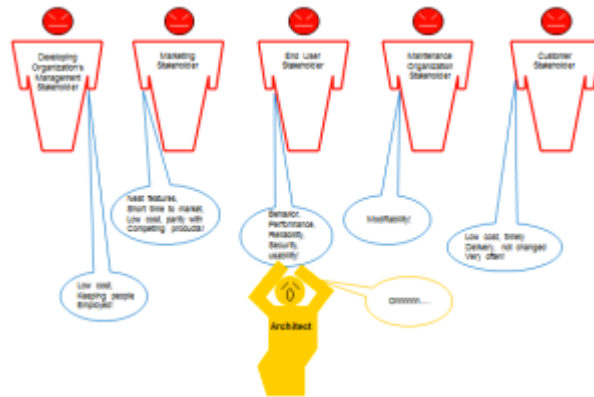 Developing
Organization's
Management
Stakeholder
Marketing
Stakeholder
End User
Stakeholder
Maintenance
Organization
Stakeholder
Customer
Stakeholder
Neat features,
Short time to market,
Low cost, parity with
Competing products!
Behavior,
Performance,
Reliability,
Security,
usability!
Modifiability!
Low cost, timely
Delivery, not changed
Very often!
Low cost,
Keeping people
Employed!
Architect